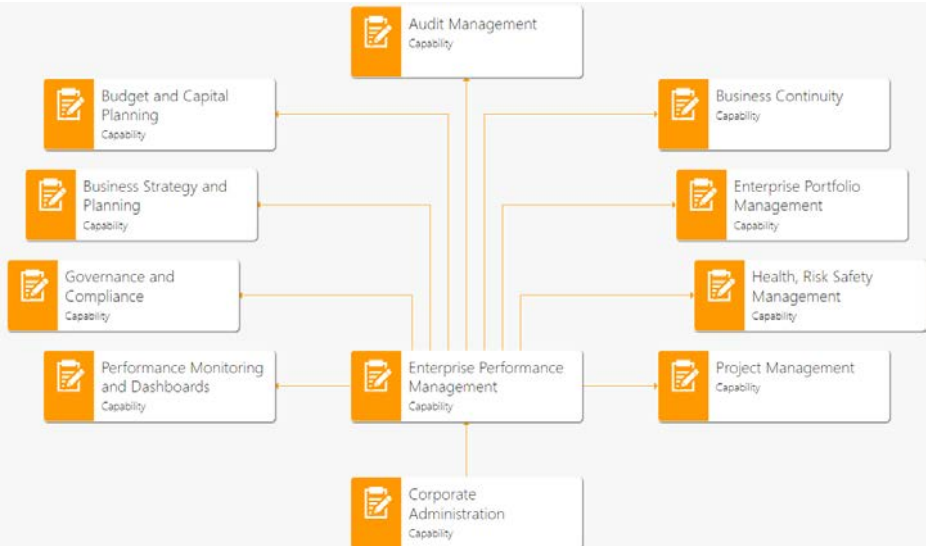 Audit Management
Capability
Budget and Capital
Planning
Capability
Business Continuity
Capability
Business Strategy and
Planning
Capability
Enterprise Portfolio
Management
Capability
Governance and
Compliance
Capability
Health, Risk Safety
Management
Capability
Performance Monitoring
and Dashboards
Capability
Enterprise Performance
Management
Capability
Project Management
Capability
Corporate
Administration
Capability